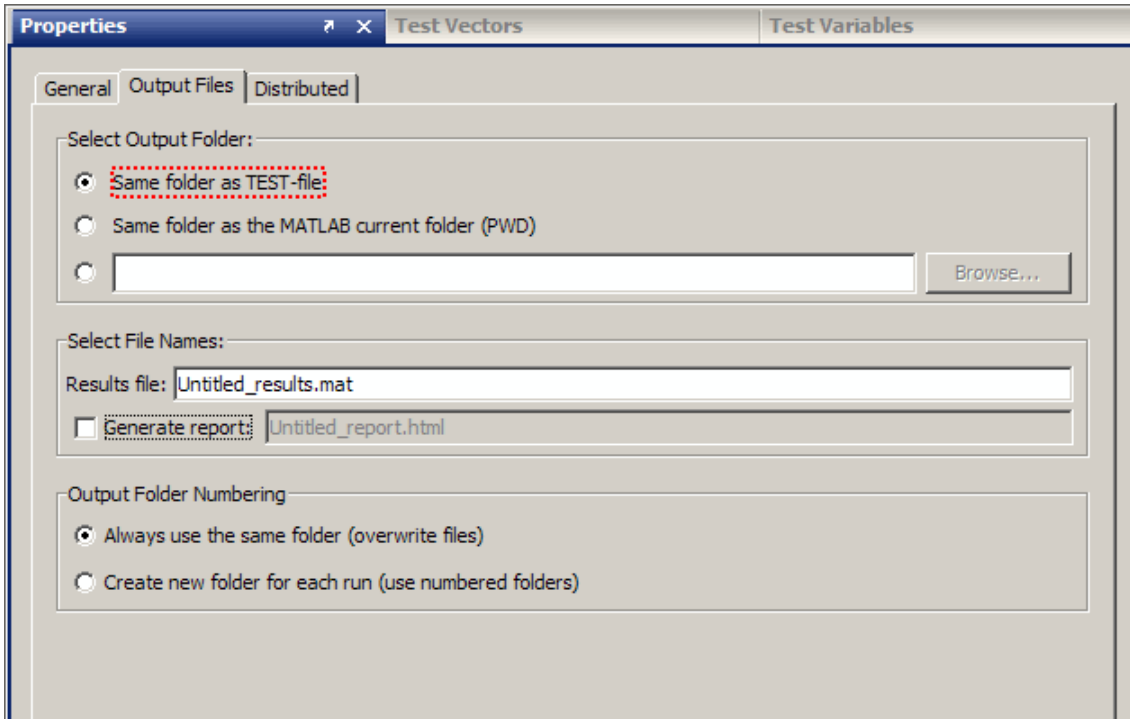 Properties Test Vectors Test Variables
General Output Files Distributed
Select Output Folder:
Same folder as TEST-file
Same folder as the MATLAB current folder (PWD)
Browse...
Select File Names:
Results file: Untitled_results.mat
Generate report: Untitled_report.html
Output Folder Numbering
Always use the same folder (overwrite files)
Create new folder for each run (use numbered folders)